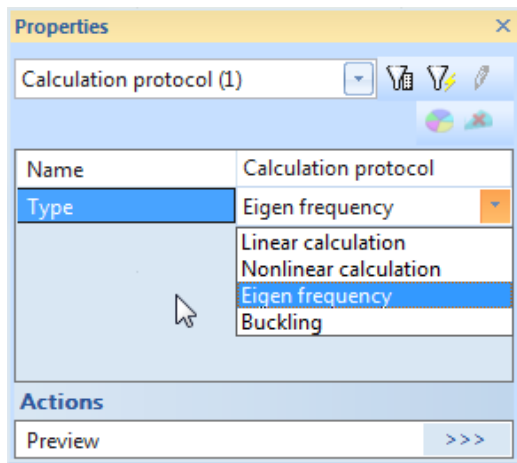 Properties
Calculation protocol (1)
Name Calculation protocol
Type Eigen frequency
Linear calculation
Nonlinear calculation
Eigen frequency
Buckling
Actions
Preview >>>